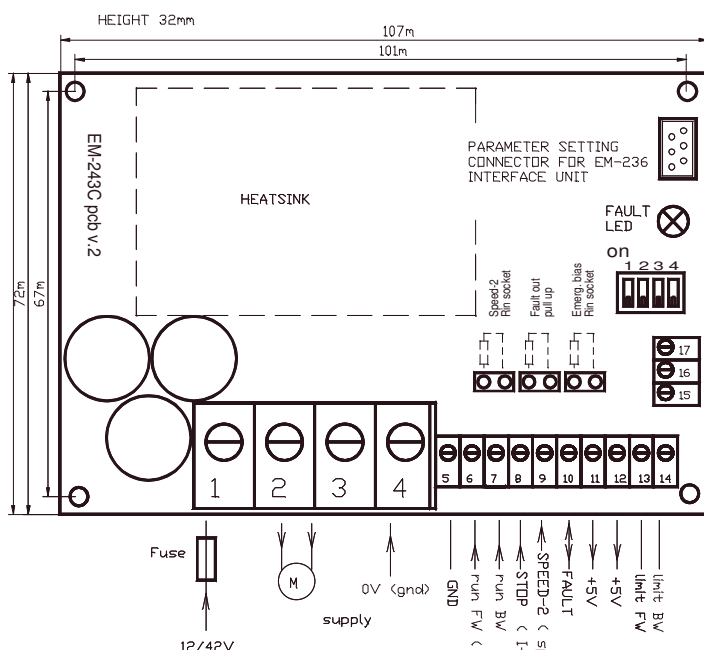 HEIGHT 32mm
107m
101m
72m
67m
EM-243C pcb v.2
HEATSINK
PARAMETER SETTING
CONNECTOR FOR EM-236
INTERFACE UNIT
FAULT
LED
on
1 2 3 4
Speed-2
Rin socket
Fault out
pull up
Emerg. bias
Rin socket
17
16
15
1 2 3 4
5 6 7 8 9 10 11 12 13 14
Fuse
M
0V (gnd)
supply
12/42V
GND
run FW (
run BW
STOP ( I-
SPEED-2 ( s
FAULT
+5V
+5V
limit FW
limit BW